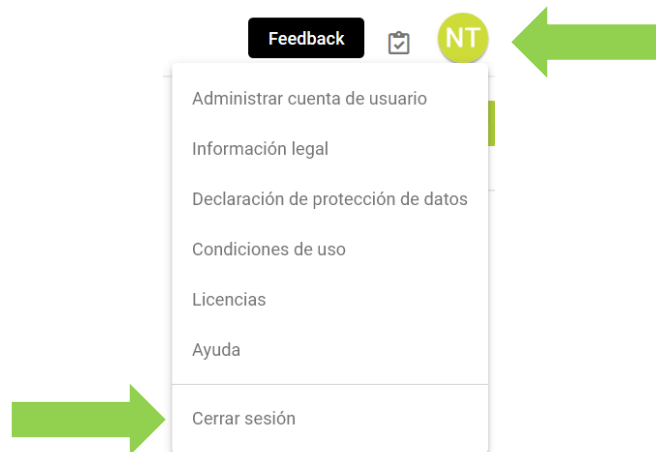 Feedback
NT
Administrar cuenta de usuario
Información legal
Declaración de protección de datos
Condiciones de uso
Licencias
Ayuda
Cerrar sesión